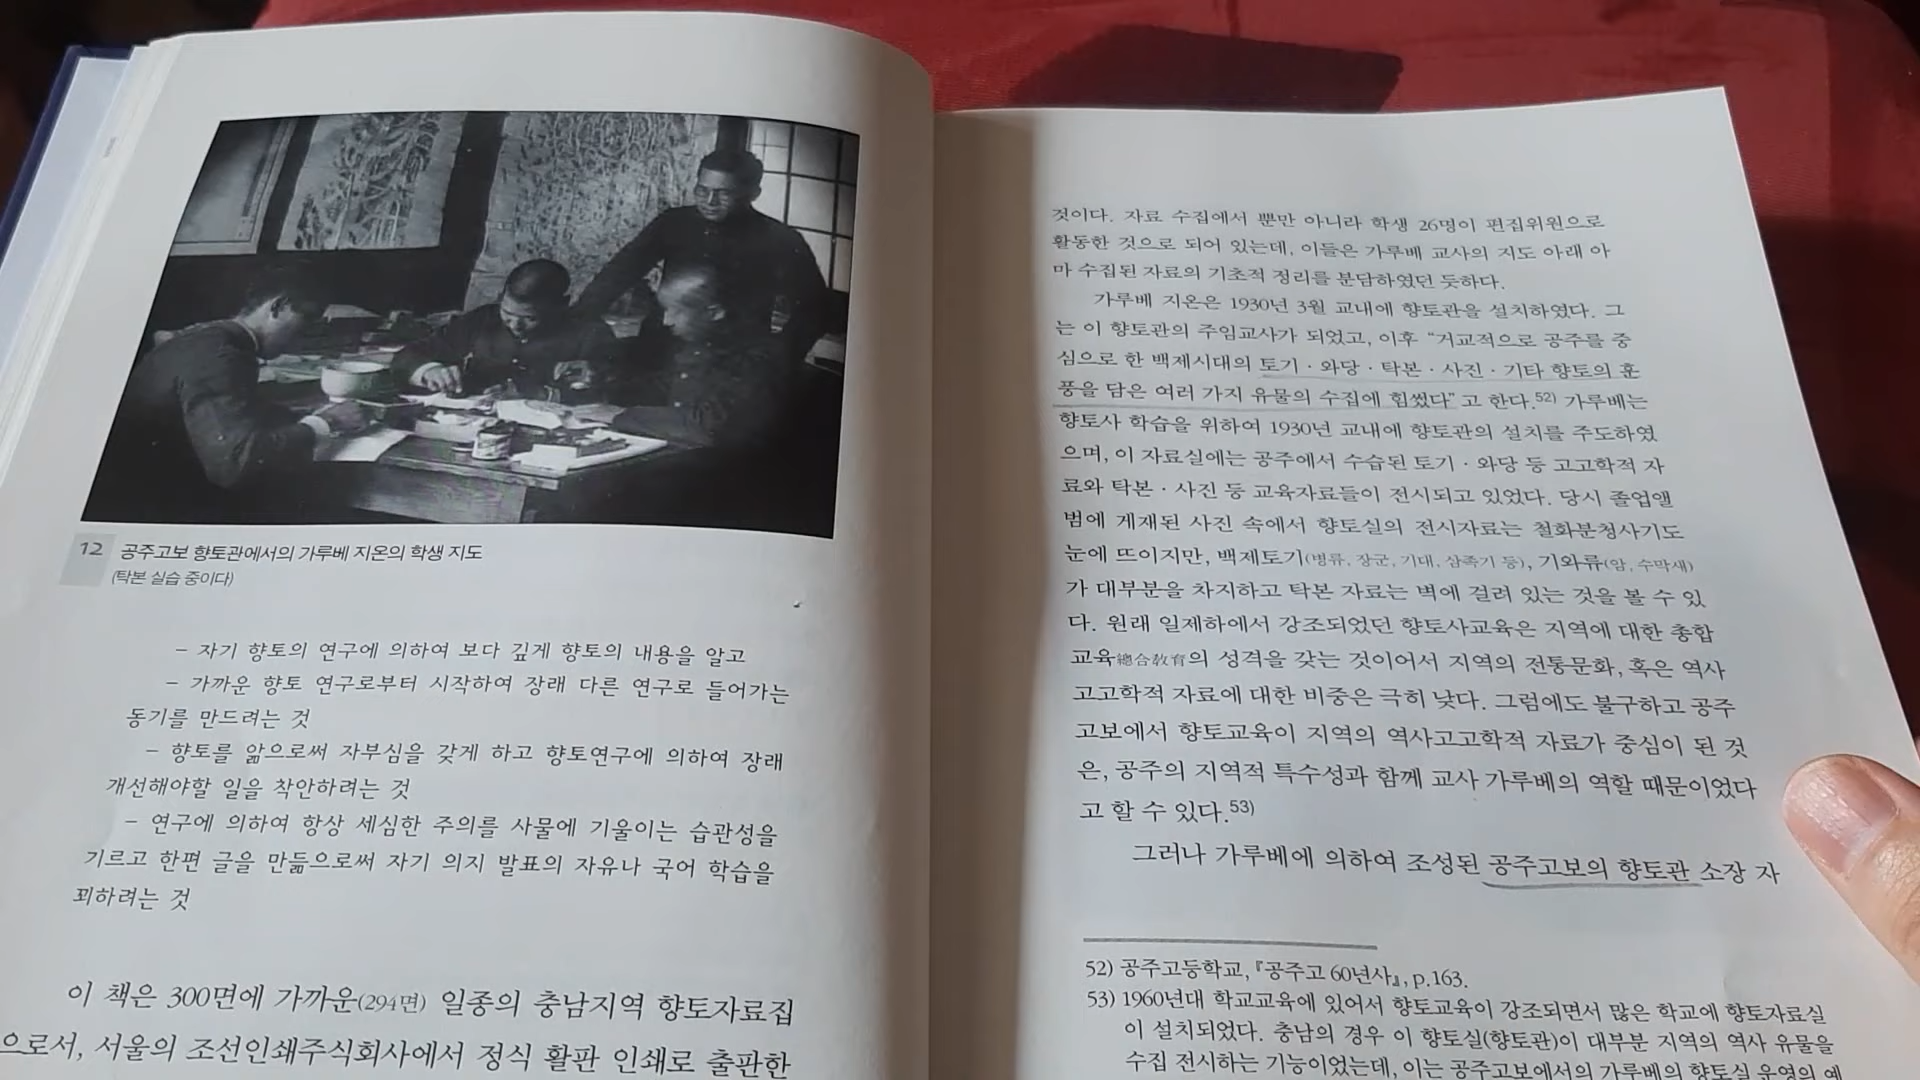 12 공주고보 향토관에서의 가루베 지온의 학생 지도
(탁본 실습 중이다)
- 자기 향토의 연구에 의하여 보다 깊게 향토의 내용을 알고
- 가까운 향토 연구로부터 시작하여 장래 다른 연구로 들어가는
동기를 만드려는 것
- 향토를 앎으로써 자부심을 갖게 하고 향토연구에 의하여 장래
개선해야할 일을 착안하려는 것
- 연구에 의하여 항상 세심한 주의를 사물에 기울이는 습관성을
기르고 한편 글을 만듦으로써 자기 의지 발표의 자유나 국어 학습을
꾀하려는 것
이 책은 300면에 가까운(294면) 일종의 충남지역 향토자료집
으로서, 서울의 조선인쇄주식회사에서 정식 활판 인쇄로 출판한
것이다. 자료 수집에서 뿐만 아니라 학생 26명이 편집위원으로
활동한 것으로 되어 있는데, 이들은 가루베 교사의 지도 아래 아
마 수집된 자료의 기초적 정리를 분담하였던 듯하다.
가루베 지온은 1930년 3월 교내에 향토관을 설치하였다. 그
는 이 향토관의 주임교사가 되었고, 이후 “거교적으로 공주를 중
심으로 한 백제시대의 토기·와당·탁본·사진·기타 향토의 훈
풍을 담은 여러 가지 유물의 수집에 힘썼다”고 한다.52) 가루베는
향토사 학습을 위하여 1930년 교내에 향토관의 설치를 주도하였
으며, 이 자료실에는 공주에서 수습된 토기·와당 등 고고학적 자
료와 탁본·사진 등 교육자료들이 전시되고 있었다. 당시 졸업앨
범에 게재된 사진 속에서 향토실의 전시자료는 철화분청사기도
눈에 뜨이지만, 백제토기(병류, 장군, 기대, 삼족기 등), 기와류(암, 수막새)
가 대부분을 차지하고 탁본 자료는 벽에 걸려 있는 것을 볼 수 있
다. 원래 일제하에서 강조되었던 향토사교육은 지역에 대한 총합
교육總合敎育의 성격을 갖는 것이어서 지역의 전통문화, 혹은 역사
고고학적 자료에 대한 비중은 극히 낮다. 그럼에도 불구하고 공주
고보에서 향토교육이 지역의 역사고고학적 자료가 중심이 된 것
은, 공주의 지역적 특수성과 함께 교사 가루베의 역할 때문이었다
고 할 수 있다.53)
그러나 가루베에 의하여 조성된 공주고보의 향토관 소장 자
52) 공주고등학교, 『공주고 60년사』, p.163.
53) 1960년대 학교교육에 있어서 향토교육이 강조되면서 많은 학교에 향토자료실
이 설치되었다. 충남의 경우 이 향토실(향토관)이 대부분 지역의 역사 유물을
수집 전시하는 기능이었는데, 이는 공주고보에서의 가루베의 향토실 운영의 예